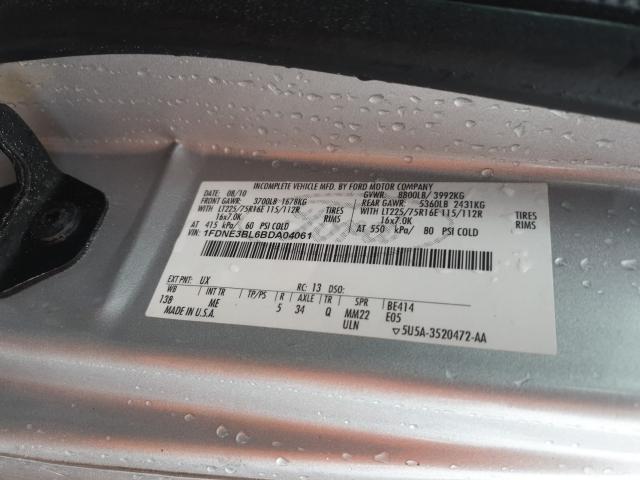 INCOMPLETE VEHICLE MFD. BY FORD MOTOR COMPANY
DATE: 08/10 GVWR: 8800LB/ 3992KG
FRONT GAWR: 3700LB 1678KG REAR GAWR: 5360LB 2431KG
WITH LT225/75R16E 115/112R TIRES WITH LT225/75R16E 115/112R TIRES
16x7.0K RIMS 16x7.0K RIMS
AT 415 kPa/ 60 PSI COLD AT 550 kPa/ 80 PSI COLD
VIN: 1FDNE3BL6BDA04061
EXT PNT: UX RC: 13 DSO:
WB INT TR TP/PS R AXLE TR SPR BE414
138 ME 5 34 Q MM22 E05
MADE IN U.S.A. ULN ▽5U5A-3520472-AA